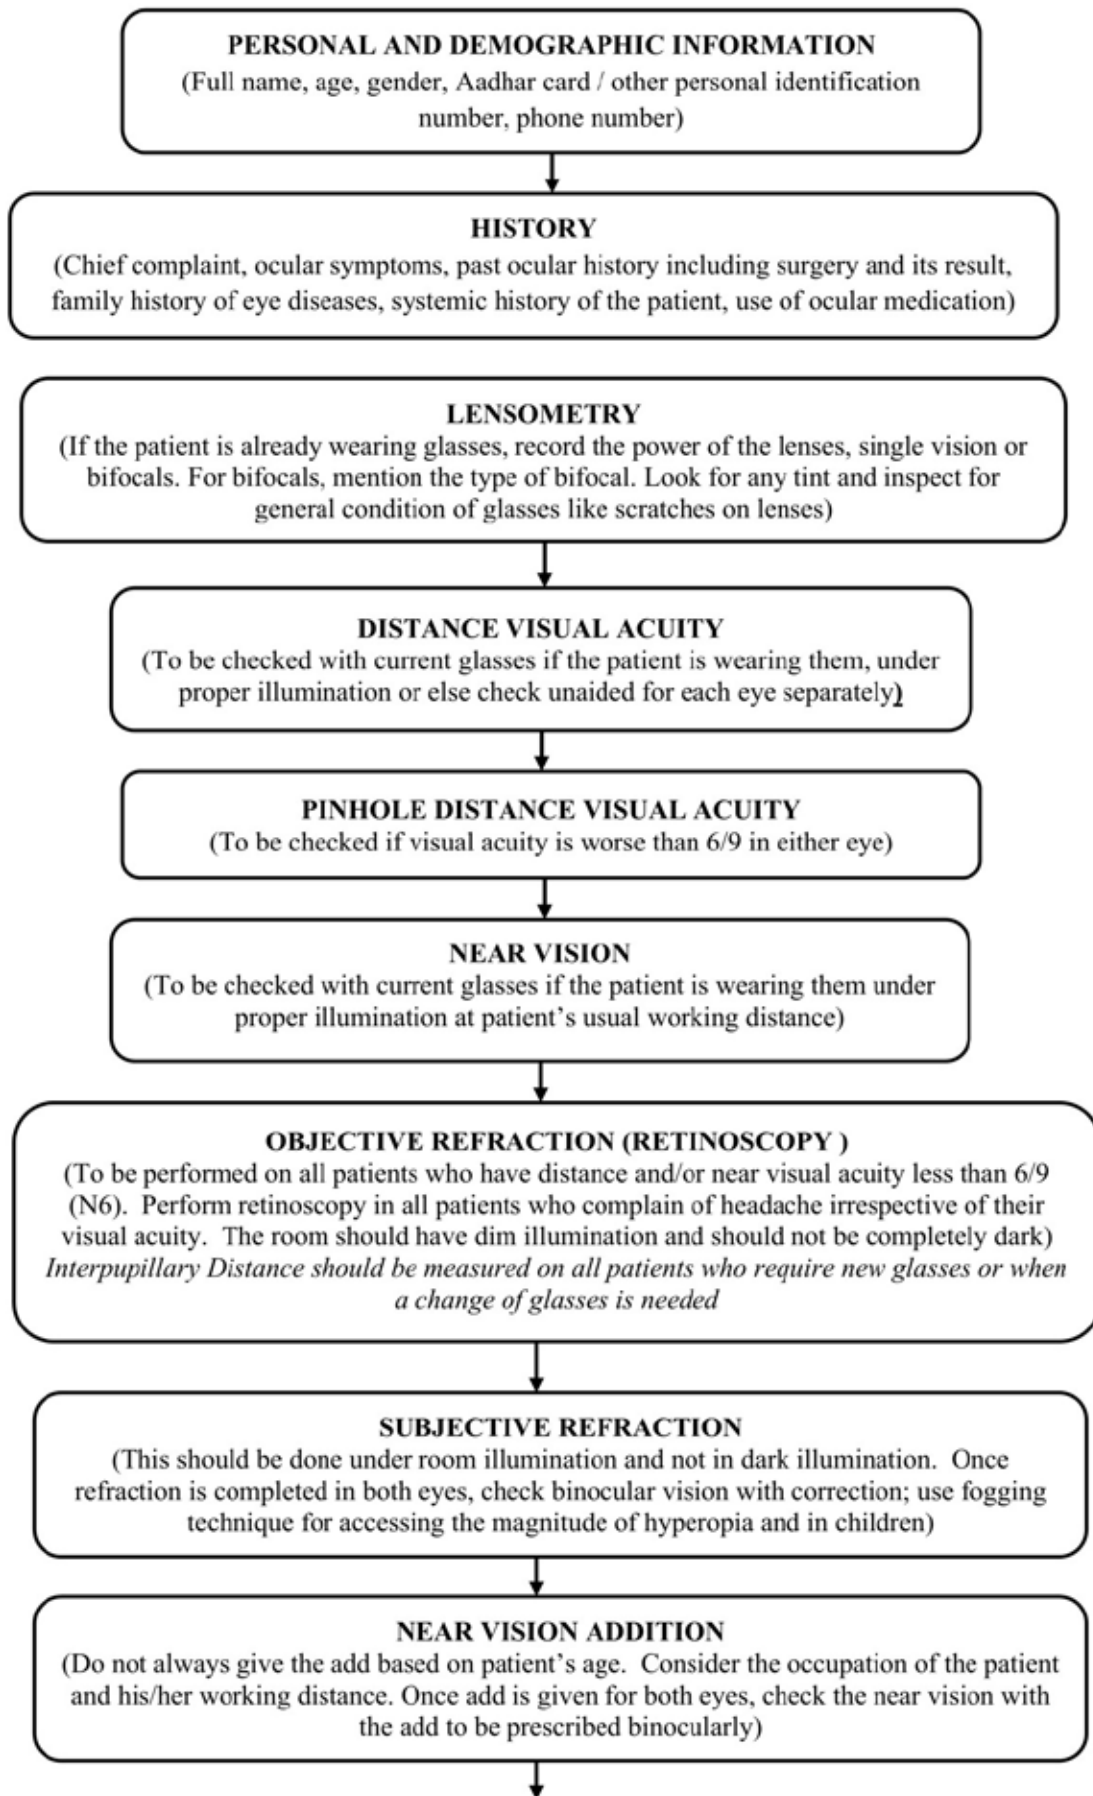 PERSONAL AND DEMOGRAPHIC INFORMATION
(Full name, age, gender, Aadhar card / other personal identification
number, phone number)
HISTORY
(Chief complaint, ocular symptoms, past ocular history including surgery and its result,
family history of eye diseases, systemic history of the patient, use of ocular medication)
LENSOMETRY
(If the patient is already wearing glasses, record the power of the lenses, single vision or
bifocals. For bifocals, mention the type of bifocal. Look for any tint and inspect for
general condition of glasses like scratches on lenses)
DISTANCE VISUAL ACUITY
(To be checked with current glasses if the patient is wearing them, under
proper illumination or else check unaided for each eye separately)
PINHOLE DISTANCE VISUAL ACUITY
(To be checked if visual acuity is worse than 6/9 in either eye)
NEAR VISION
(To be checked with current glasses if the patient is wearing them under
proper illumination at patient's usual working distance)
OBJECTIVE REFRACTION (RETINOSCOPY )
(To be performed on all patients who have distance and/or near visual acuity less than 6/9
(N6).  Perform retinoscopy in all patients who complain of headache irrespective of their
visual acuity.  The room should have dim illumination and should not be completely dark)
Interpupillary Distance should be measured on all patients who require new glasses or when
a change of glasses is needed
SUBJECTIVE REFRACTION
(This should be done under room illumination and not in dark illumination.  Once
refraction is completed in both eyes, check binocular vision with correction; use fogging
technique for accessing the magnitude of hyperopia and in children)
NEAR VISION ADDITION
(Do not always give the add based on patient's age.  Consider the occupation of the patient
and his/her working distance. Once add is given for both eyes, check the near vision with
the add to be prescribed binocularly)